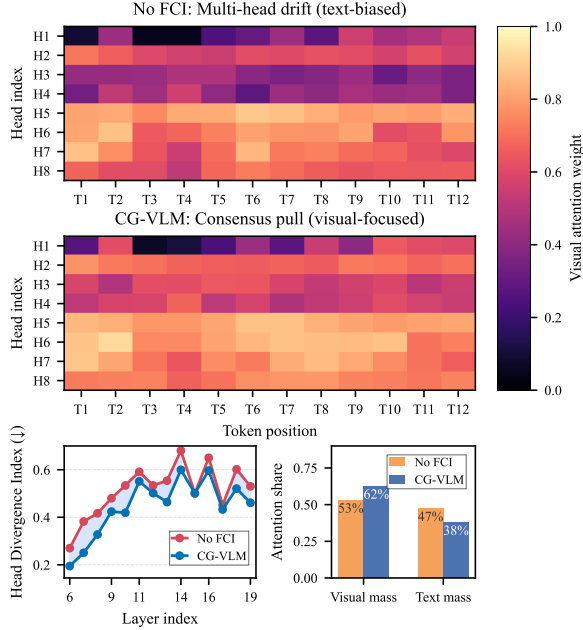 No FCI: Multi-head drift (text-biased)
H1
H2
H3
H4
H5
H6
H7
H8
Head index
T1 T2 T3 T4 T5 T6 T7 T8 T9 T10 T11 T12
CG-VLM: Consensus pull (visual-focused)
H1
H2
H3
H4
H5
H6
H7
H8
Head index
T1 T2 T3 T4 T5 T6 T7 T8 T9 T10 T11 T12
Token position
1.0
0.8
0.6
0.4
0.2
0.0
Visual attention weight
Head Divergence Index (↓)
0.6
0.4
0.2
No FCI
CG-VLM
6 9 11 14 16 19
Layer index
Attention share
0.75
0.50
0.25
0.00
No FCI
CG-VLM
53%
62%
47%
38%
Visual mass Text mass